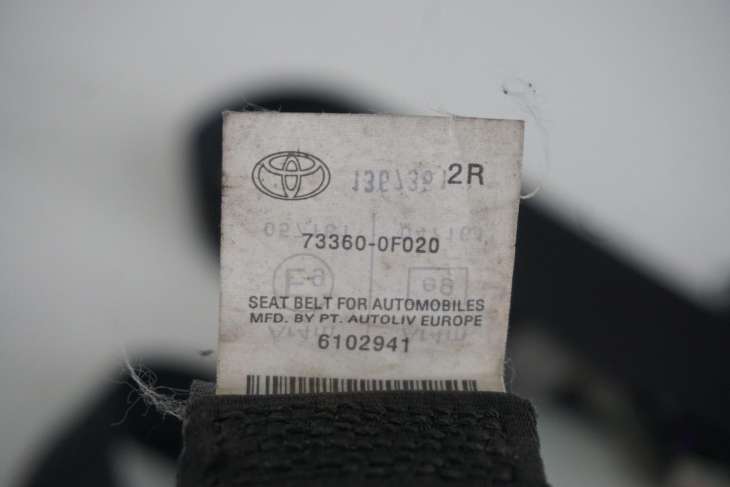 2R
73360-0F020
SEAT BELT FOR AUTOMOBILES
MFD. BY PT. AUTOLIV EUROPE
6102941